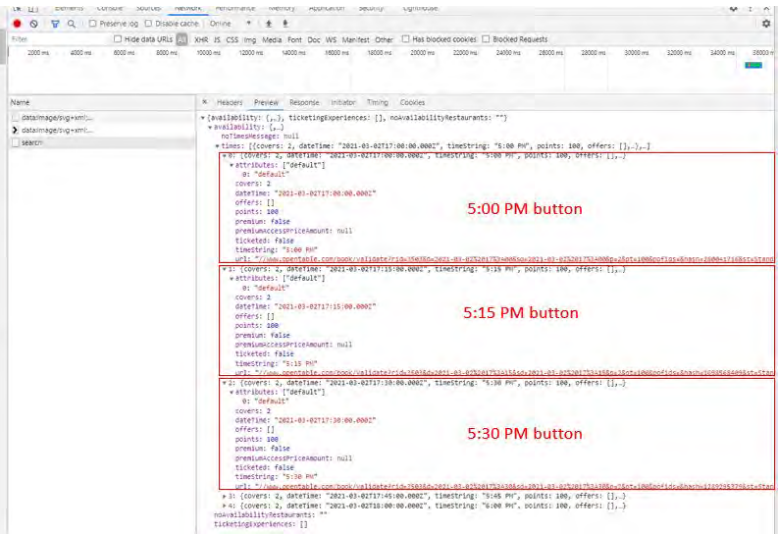 Elements Console Sources Network Performance Memory Application Security Lighthouse
Preserve log Disable cache Online
Filter Hide data URLs All XHR JS CSS Img Media Font Doc WS Manifest Other Has blocked cookies Blocked Requests
2000 ms 4000 ms 6000 ms 8000 ms 10000 ms 12000 ms 14000 ms 16000 ms 18000 ms 20000 ms 22000 ms 24000 ms 26000 ms 28000 ms 30000 ms 32000 ms 34000 ms
Name × Headers Preview Response Initiator Timing Cookies
data:image/svg+xml;...
data:image/svg+xml;...
search
▾{availability: {,…}, ticketingExperiences: [], noAvailabilityRestaurants: ""}
▾availability: {,…}
noTimesMessage: null
▾times: [{covers: 2, dateTime: "2021-03-02T17:00:00.000Z", timeString: "5:00 PM", points: 100, offers: [],…},…]
▾0: {covers: 2, dateTime: "2021-03-02T17:00:00.000Z", timeString: "5:00 PM", points: 100, offers: [],…}
▾attributes: ["default"]
0: "default"
covers: 2
dateTime: "2021-03-02T17:00:00.000Z"
offers: []
points: 100
premium: false
premiumAccessPriceAmount: null
ticketed: false
timeString: "5:00 PM"
5:00 PM button
▾1: {covers: 2, dateTime: "2021-03-02T17:15:00.000Z", timeString: "5:15 PM", points: 100, offers: [],…}
▾attributes: ["default"]
0: "default"
covers: 2
dateTime: "2021-03-02T17:15:00.000Z"
offers: []
points: 100
premium: false
premiumAccessPriceAmount: null
ticketed: false
timeString: "5:15 PM"
5:15 PM button
▾2: {covers: 2, dateTime: "2021-03-02T17:30:00.000Z", timeString: "5:30 PM", points: 100, offers: [],…}
▾attributes: ["default"]
0: "default"
covers: 2
dateTime: "2021-03-02T17:30:00.000Z"
offers: []
points: 100
premium: false
premiumAccessPriceAmount: null
ticketed: false
timeString: "5:30 PM"
5:30 PM button
▸3: {covers: 2, dateTime: "2021-03-02T17:45:00.000Z", timeString: "5:45 PM", points: 100, offers: [],…}
▸4: {covers: 2, dateTime: "2021-03-02T18:00:00.000Z", timeString: "6:00 PM", points: 100, offers: [],…}
noAvailabilityRestaurants: ""
ticketingExperiences: []